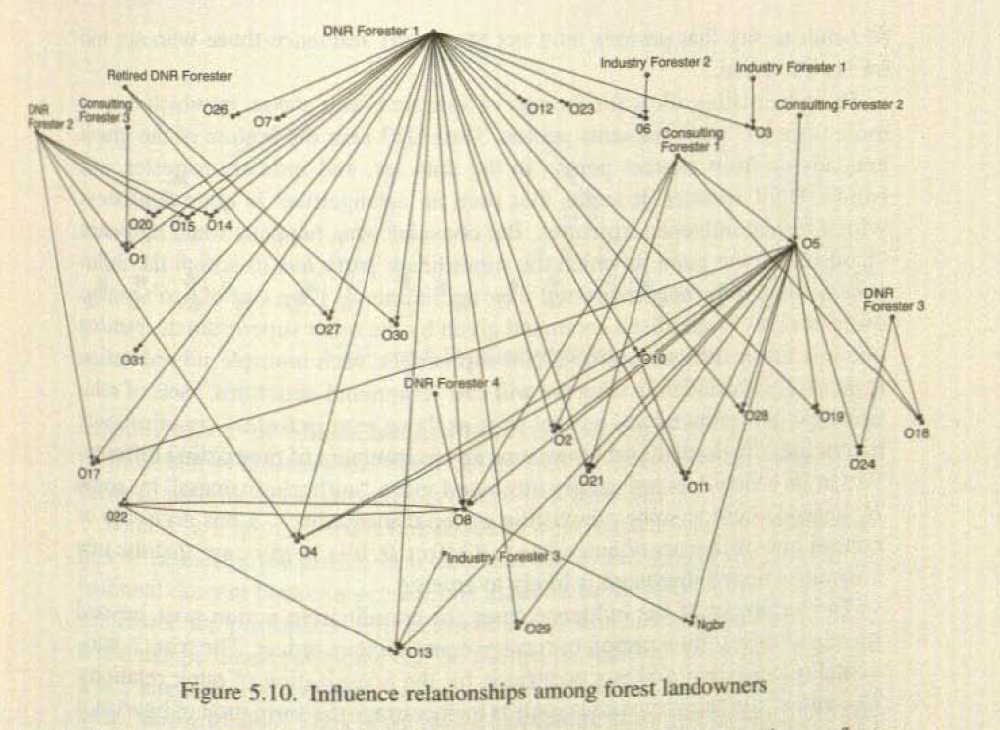 DNR Forester 1
Industry Forester 2
Industry Forester 1
Retired DNR Forester
DNR
Forester 2
Consulting
Forester 3
O26
O7
O12
O23
06
O3
Consulting Forester 2
Consulting
Forester 1
O20
O15
O14
O1
O5
DNR
Forester 3
O27
O30
O31
O10
DNR Forester 4
O28
O19
O18
O2
O24
O17
O21
O11
022
O8
O4
Industry Forester 3
O29
Ngbr
O13
Figure 5.10. Influence relationships among forest landowners